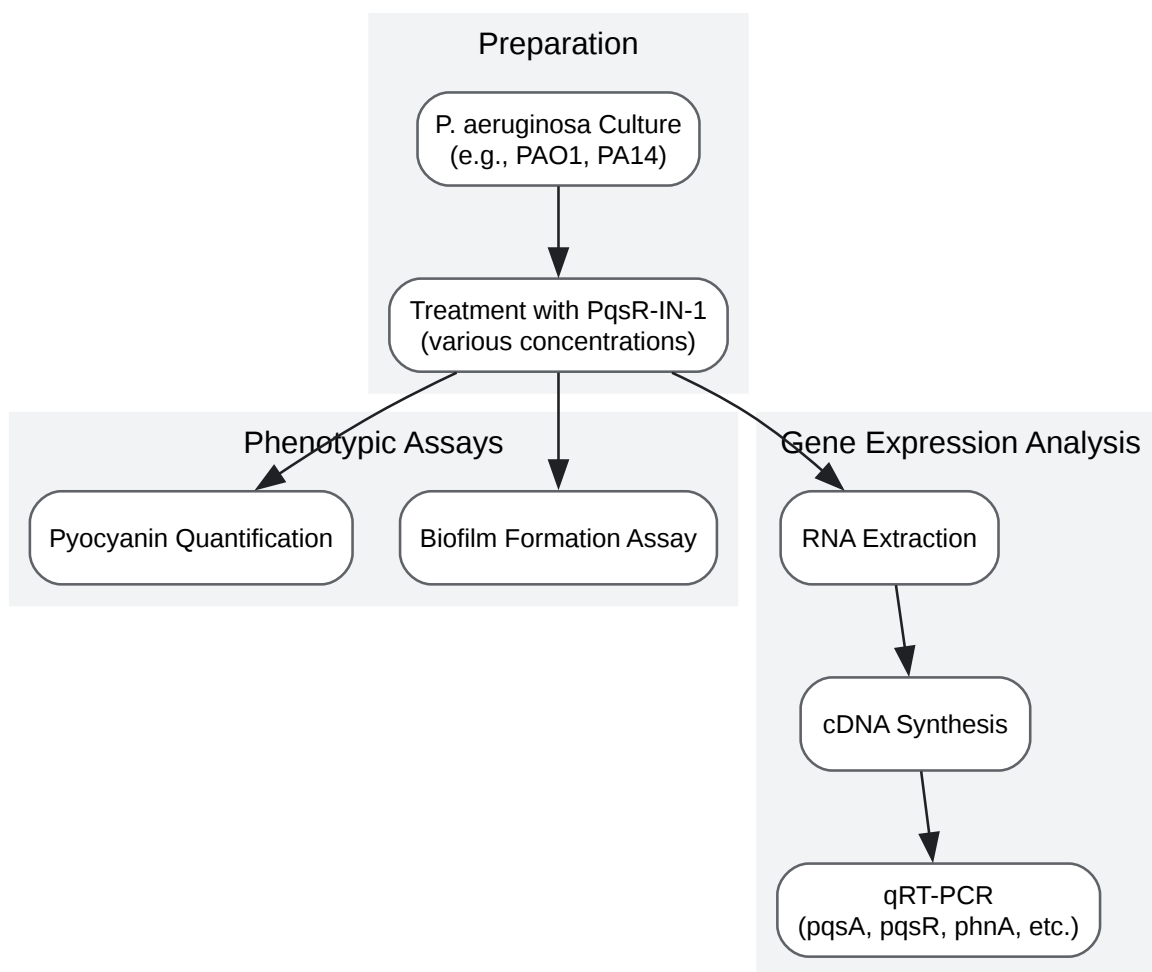 Preparation
P. aeruginosa Culture
(e.g., PAO1, PA14)
Treatment with PqsR-IN-1
(various concentrations)
Phenotypic Assays
Pyocyanin Quantification
Biofilm Formation Assay
Gene Expression Analysis
RNA Extraction
cDNA Synthesis
qRT-PCR
(pqsA, pqsR, phnA, etc.)